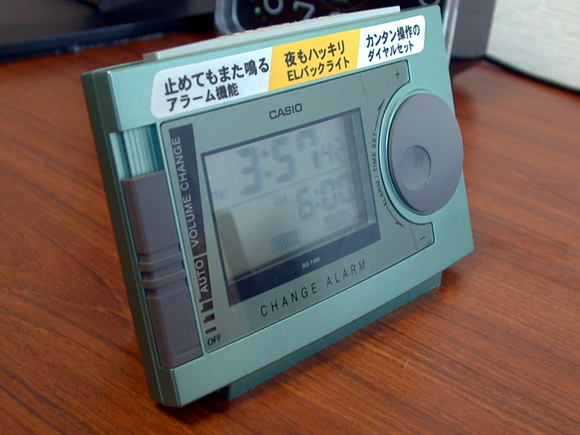 止めてもまた鳴る
アラーム機能
夜もハッキリ
ELバックライト
カンタン操作の
ダイヤルセット
CASIO
+
3:57
AM
6:00
DQ-1400
CHANGE ALARM
AUTO VOLUME CHANGE
OFF
ALARM / TIME SET
-